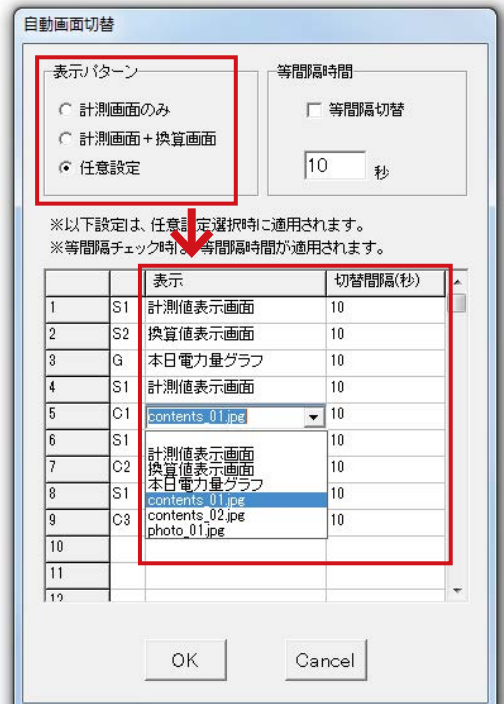 自動画面切替
表示パターン
計測画面のみ
計測画面+換算画面
任意設定
等間隔時間
等間隔切替
10 秒
※以下設定は、任意設定選択時に適用されます。
※等間隔チェック時は、等間隔時間が適用されます。
表示 切替間隔(秒)
1 S1 計測値表示画面 10
2 S2 換算値表示画面 10
3 G 本日電力量グラフ 10
4 S1 計測値表示画面 10
5 C1 contents_01.jpg 10
6 S1 10
7 C2 10
8 S1 10
9 C3 10
計測値表示画面
換算値表示画面
本日電力量グラフ
contents_01.jpg
contents_02.jpg
photo_01.jpg
10
11
12
OK Cancel